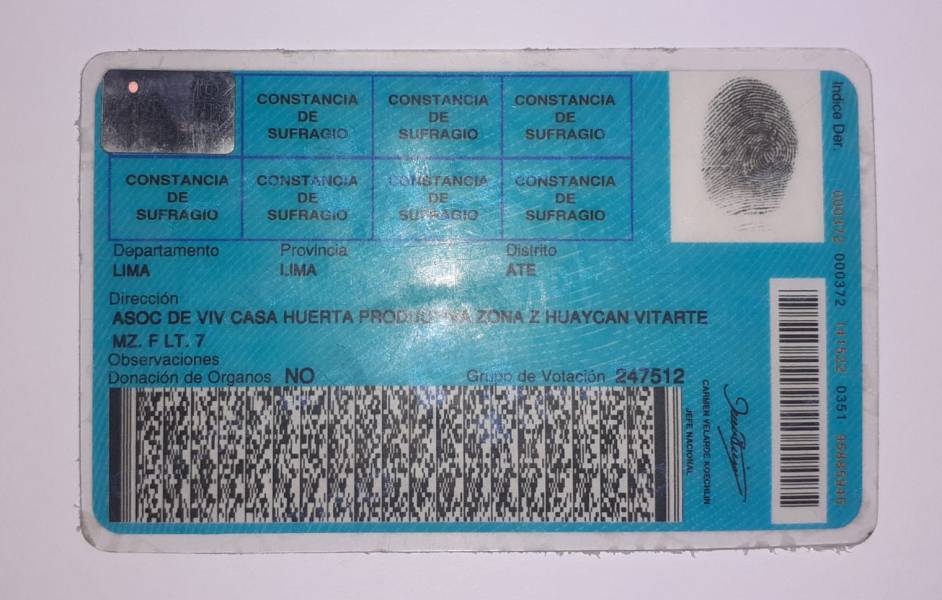 CONSTANCIA DE SUFRAGIO
CONSTANCIA DE SUFRAGIO
CONSTANCIA DE SUFRAGIO
CONSTANCIA DE SUFRAGIO
CONSTANCIA DE SUFRAGIO
CONSTANCIA DE SUFRAGIO
CONSTANCIA DE SUFRAGIO
Indice Der.
Departamento Provincia Distrito
LIMA LIMA ATE
Dirección
ASOC DE VIV CASA HUERTA PRODUCTIVA ZONA Z HUAYCAN VITARTE
MZ. F LT. 7
Observaciones
Donación de Organos NO Grupo de Votación 247512
CARMEN VELARDE KOECHLIN
JEFE NACIONAL
000372 000372 0351